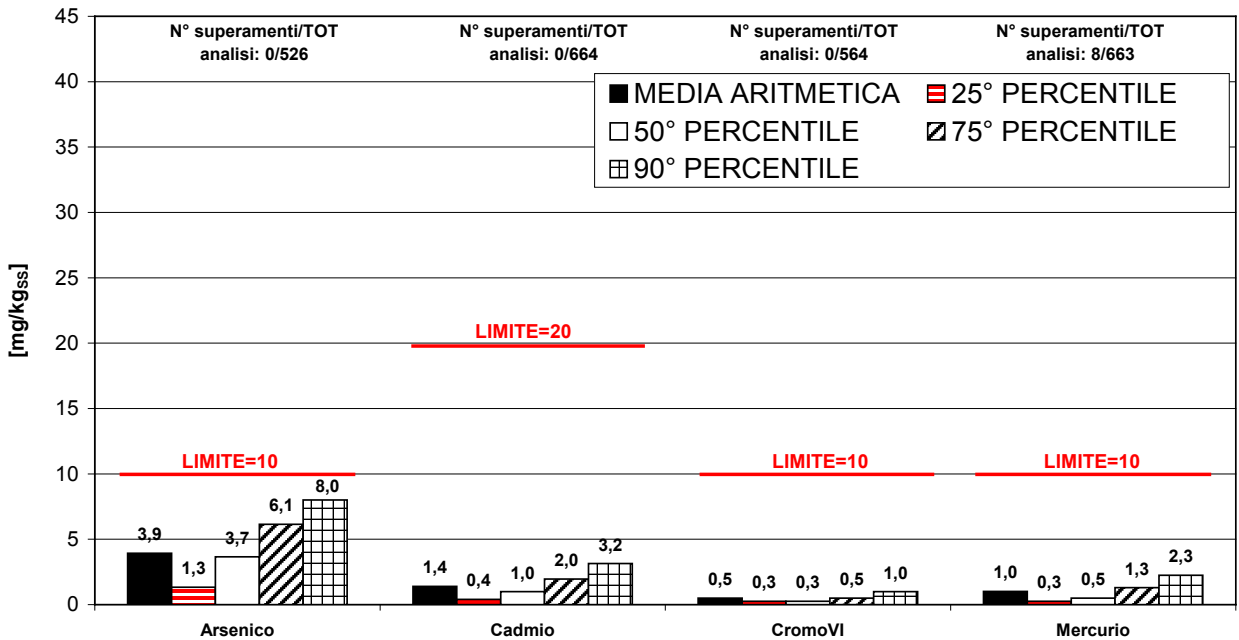 45
40
35
30
25
20
15
10
5
0
[mg/kgSS]
N° superamenti/TOT
analisi: 0/526
N° superamenti/TOT
analisi: 0/664
N° superamenti/TOT
analisi: 0/564
N° superamenti/TOT
analisi: 8/663
MEDIA ARITMETICA
25° PERCENTILE
50° PERCENTILE
75° PERCENTILE
90° PERCENTILE
LIMITE=10
LIMITE=20
LIMITE=10
LIMITE=10
3,9
1,3
3,7
6,1
8,0
1,4
0,4
1,0
2,0
3,2
0,5
0,3
0,3
0,5
1,0
1,0
0,3
0,5
1,3
2,3
Arsenico
Cadmio
CromoVI
Mercurio